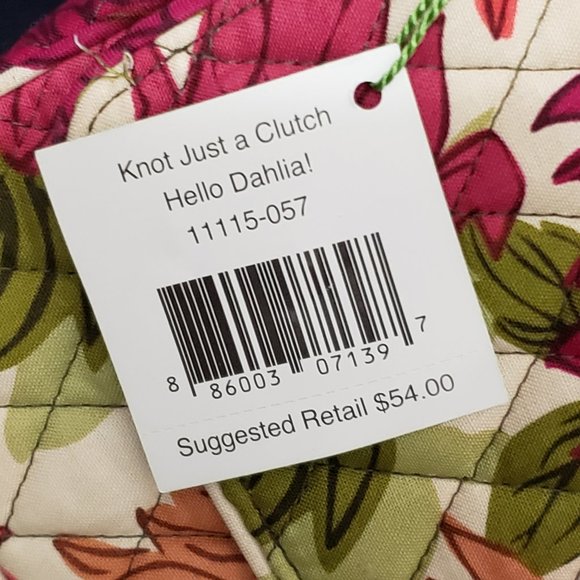 Knot Just a Clutch
Hello Dahlia!
11115-057
8 86003 07139 7
Suggested Retail $54.00